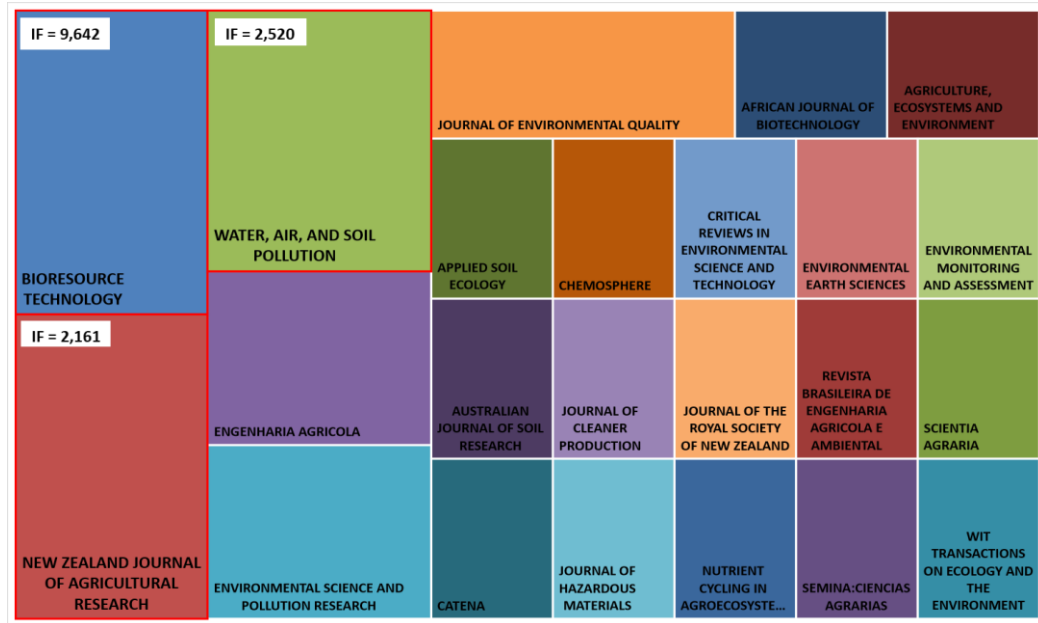 IF = 9,642
BIORESOURCE
TECHNOLOGY
IF = 2,161
NEW ZEALAND JOURNAL
OF AGRICULTURAL
RESEARCH
IF = 2,520
WATER, AIR, AND SOIL
POLLUTION
ENGENHARIA AGRICOLA
ENVIRONMENTAL SCIENCE AND
POLLUTION RESEARCH
JOURNAL OF ENVIRONMENTAL QUALITY
AFRICAN JOURNAL OF
BIOTECHNOLOGY
AGRICULTURE,
ECOSYSTEMS AND
ENVIRONMENT
APPLIED SOIL
ECOLOGY
CHEMOSPHERE
CRITICAL
REVIEWS IN
ENVIRONMENTAL
SCIENCE AND
TECHNOLOGY
ENVIRONMENTAL
EARTH SCIENCES
ENVIRONMENTAL
MONITORING
AND ASSESSMENT
AUSTRALIAN
JOURNAL OF SOIL
RESEARCH
JOURNAL OF
CLEANER
PRODUCTION
JOURNAL OF THE
ROYAL SOCIETY
OF NEW ZEALAND
REVISTA
BRASILEIRA DE
ENGENHARIA
AGRICOLA E
AMBIENTAL
SCIENTIA
AGRARIA
CATENA
JOURNAL OF
HAZARDOUS
MATERIALS
NUTRIENT
CYCLING IN
AGROECOSYSTE...
SEMINA:CIENCIAS
AGRARIAS
WIT
TRANSACTIONS
ON ECOLOGY AND
THE
ENVIRONMENT